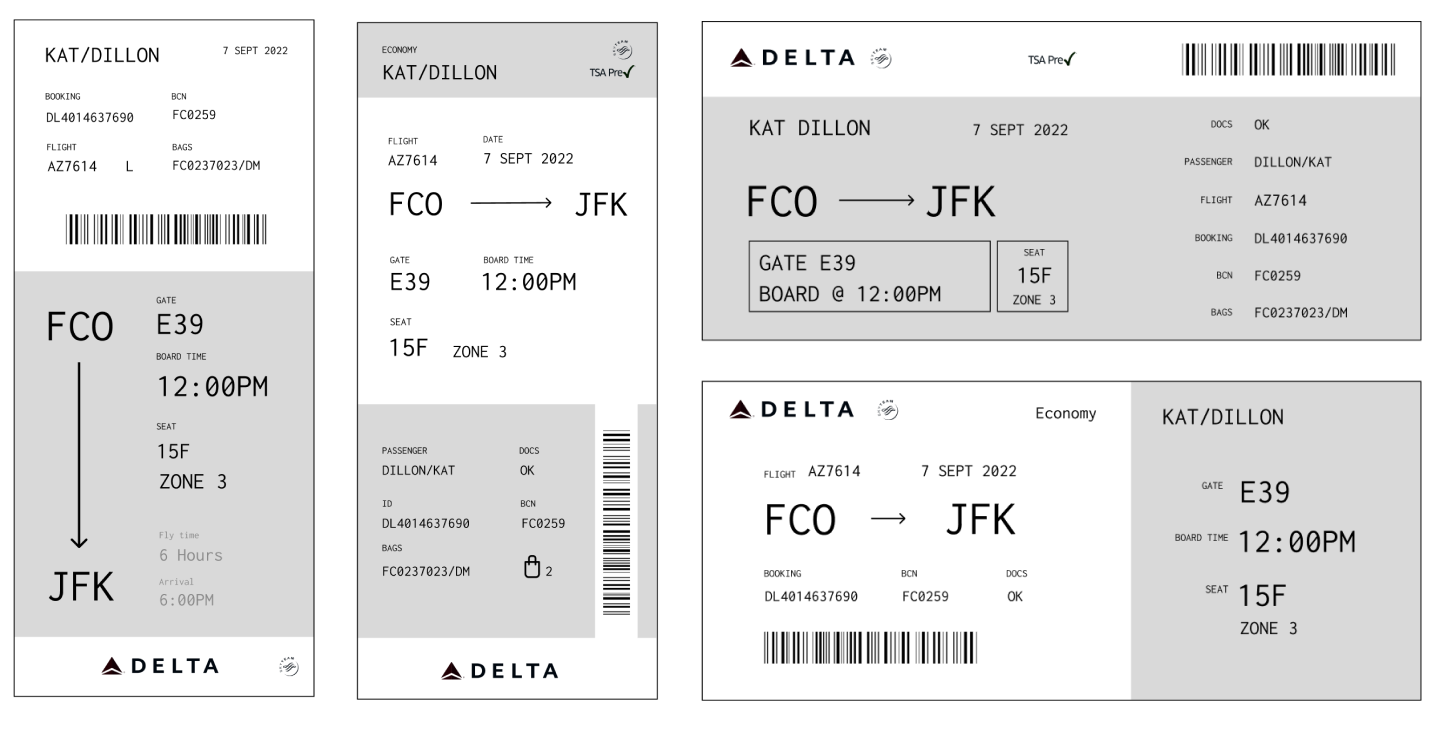 KAT/DILLON 7 SEPT 2022
BOOKING BCN
DL4014637690 FC0259
FLIGHT BAGS
AZ7614 L FC0237023/DM
FCO
GATE
E39
BOARD TIME
12:00PM
SEAT
15F
ZONE 3
Fly time
6 Hours
JFK
Arrival
6:00PM
DELTA
ECONOMY
KAT/DILLON
TSA Pre✓
FLIGHT DATE
AZ7614 7 SEPT 2022
FCO → JFK
GATE BOARD TIME
E39 12:00PM
SEAT
15F ZONE 3
PASSENGER DOCS
DILLON/KAT OK
ID BCN
DL4014637690 FC0259
BAGS
FC0237023/DM 2
DELTA
DELTA TSA Pre✓
KAT DILLON 7 SEPT 2022
FCO → JFK
GATE E39
BOARD @ 12:00PM
SEAT
15F
ZONE 3
DOCS OK
PASSENGER DILLON/KAT
FLIGHT AZ7614
BOOKING DL4014637690
BCN FC0259
BAGS FC0237023/DM
DELTA Economy
FLIGHT AZ7614 7 SEPT 2022
FCO → JFK
BOOKING BCN DOCS
DL4014637690 FC0259 OK
KAT/DILLON
GATE E39
BOARD TIME 12:00PM
SEAT 15F
ZONE 3